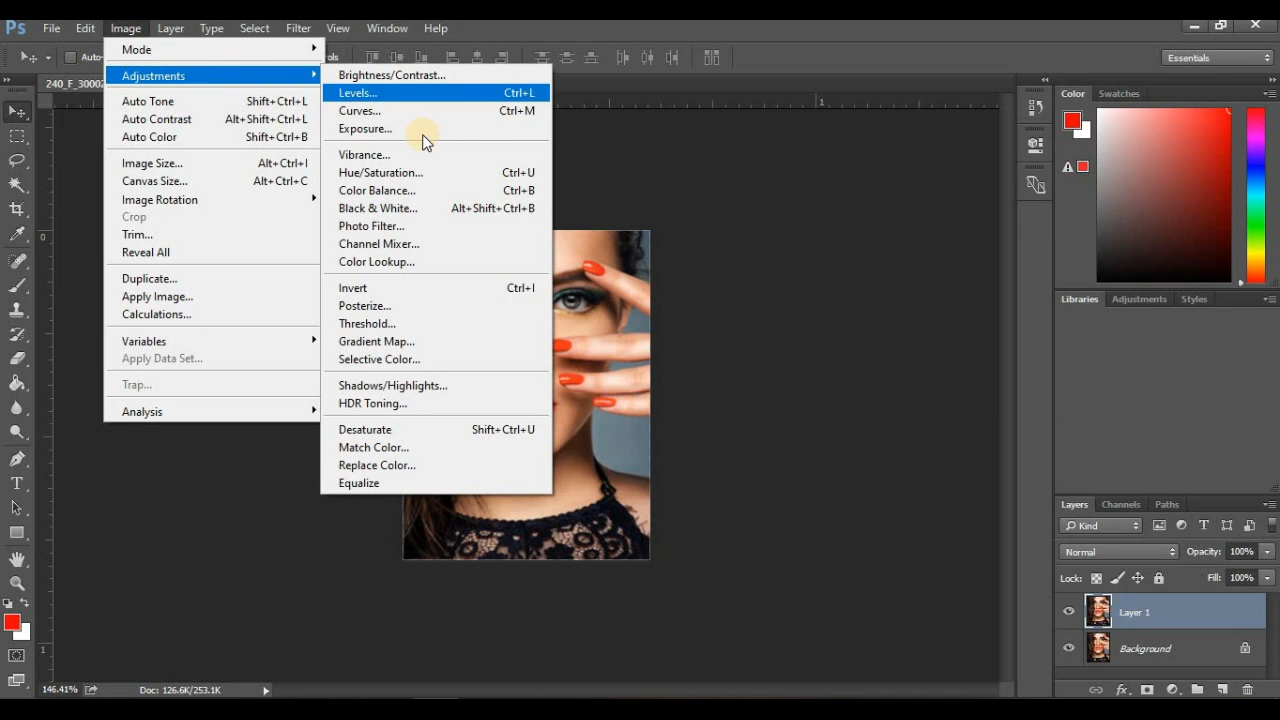 Ps File Edit Image Layer Type Select Filter View Window Help
Auto-
Essentials
240_F_3000
Mode
Adjustments
Auto Tone Shift+Ctrl+L
Auto Contrast Alt+Shift+Ctrl+L
Auto Color Shift+Ctrl+B
Image Size... Alt+Ctrl+I
Canvas Size... Alt+Ctrl+C
Image Rotation
Crop
Trim...
Reveal All
Duplicate...
Apply Image...
Calculations...
Variables
Apply Data Set...
Trap...
Analysis
Brightness/Contrast...
Levels... Ctrl+L
Curves... Ctrl+M
Exposure...
Vibrance...
Hue/Saturation... Ctrl+U
Color Balance... Ctrl+B
Black & White... Alt+Shift+Ctrl+B
Photo Filter...
Channel Mixer...
Color Lookup...
Invert Ctrl+I
Posterize...
Threshold...
Gradient Map...
Selective Color...
Shadows/Highlights...
HDR Toning...
Desaturate Shift+Ctrl+U
Match Color...
Replace Color...
Equalize
1
0
1
Color Swatches
Libraries Adjustments Styles
Layers Channels Paths
Kind
Normal Opacity: 100%
Lock: Fill: 100%
Layer 1
Background
146.41% Doc: 126.6K/253.1K